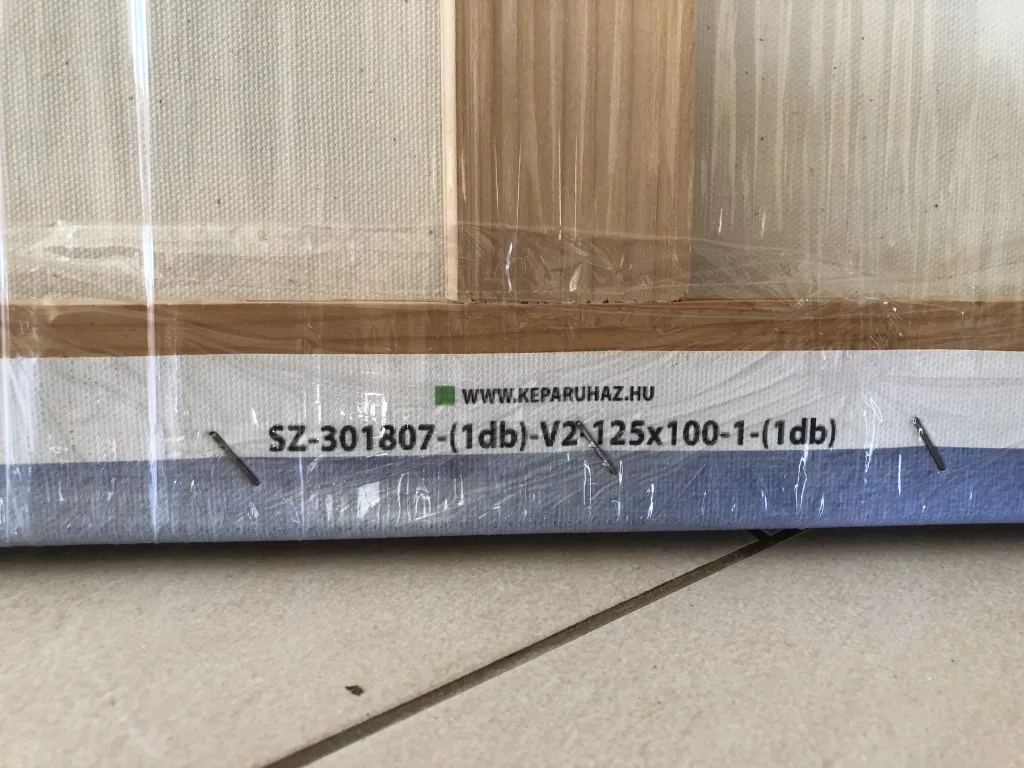 WWW.KEPARUHAZ.HU
SZ-301807-(1db)-V2-125x100-1-(1db)